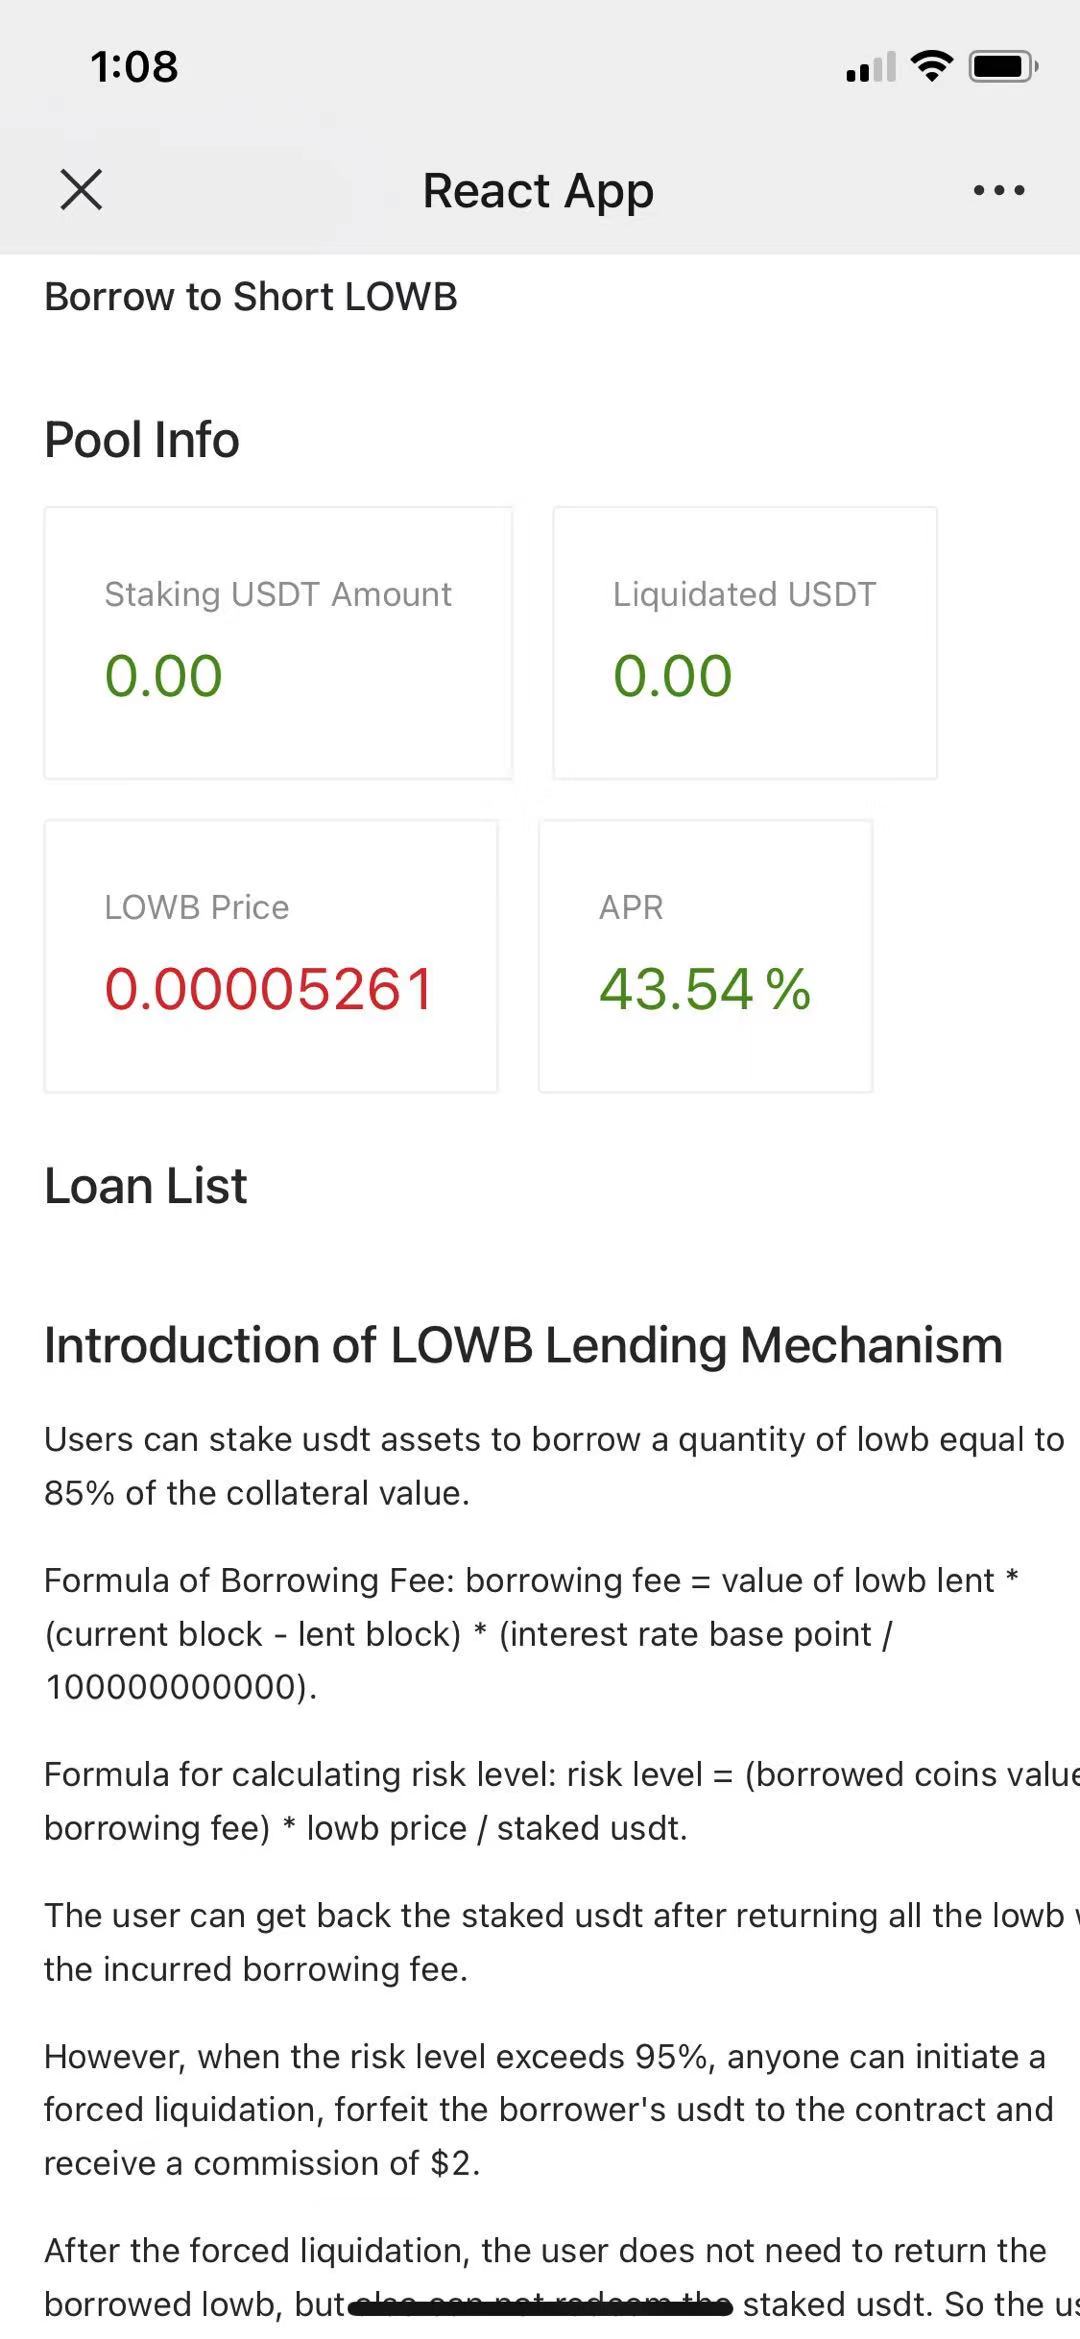 1:08
React App
Borrow to Short LOWB
Pool Info
Staking USDT Amount
0.00
Liquidated USDT
0.00
LOWB Price
0.00005261
APR
43.54 %
Loan List
Introduction of LOWB Lending Mechanism
Users can stake usdt assets to borrow a quantity of lowb equal to
85% of the collateral value.
Formula of Borrowing Fee: borrowing fee = value of lowb lent *
(current block - lent block) * (interest rate base point /
100000000000).
Formula for calculating risk level: risk level = (borrowed coins value
borrowing fee) * lowb price / staked usdt.
The user can get back the staked usdt after returning all the lowb
the incurred borrowing fee.
However, when the risk level exceeds 95%, anyone can initiate a
forced liquidation, forfeit the borrower's usdt to the contract and
receive a commission of $2.
After the forced liquidation, the user does not need to return the
borrowed lowb, but also can not redeem the staked usdt. So the